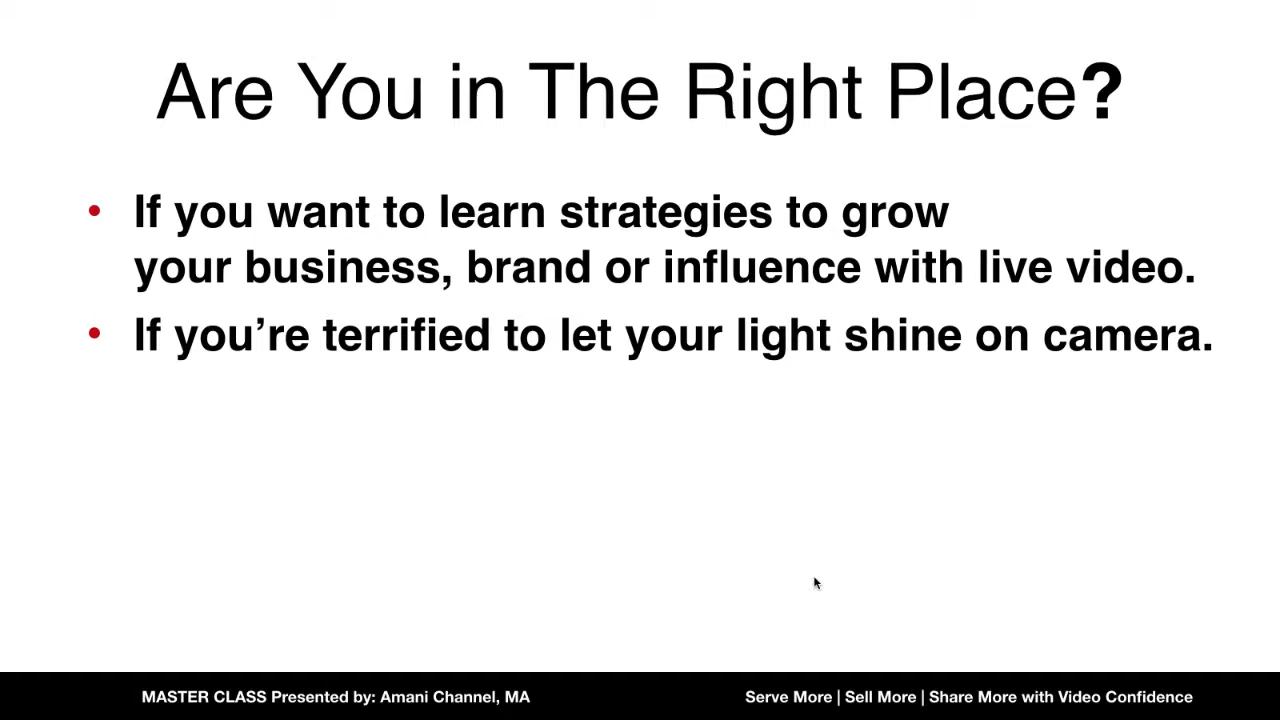 Are You in The Right Place?
• If you want to learn strategies to grow
your business, brand or influence with live video.
• If you’re terrified to let your light shine on camera.
MASTER CLASS Presented by: Amani Channel, MA
Serve More | Sell More | Share More with Video Confidence